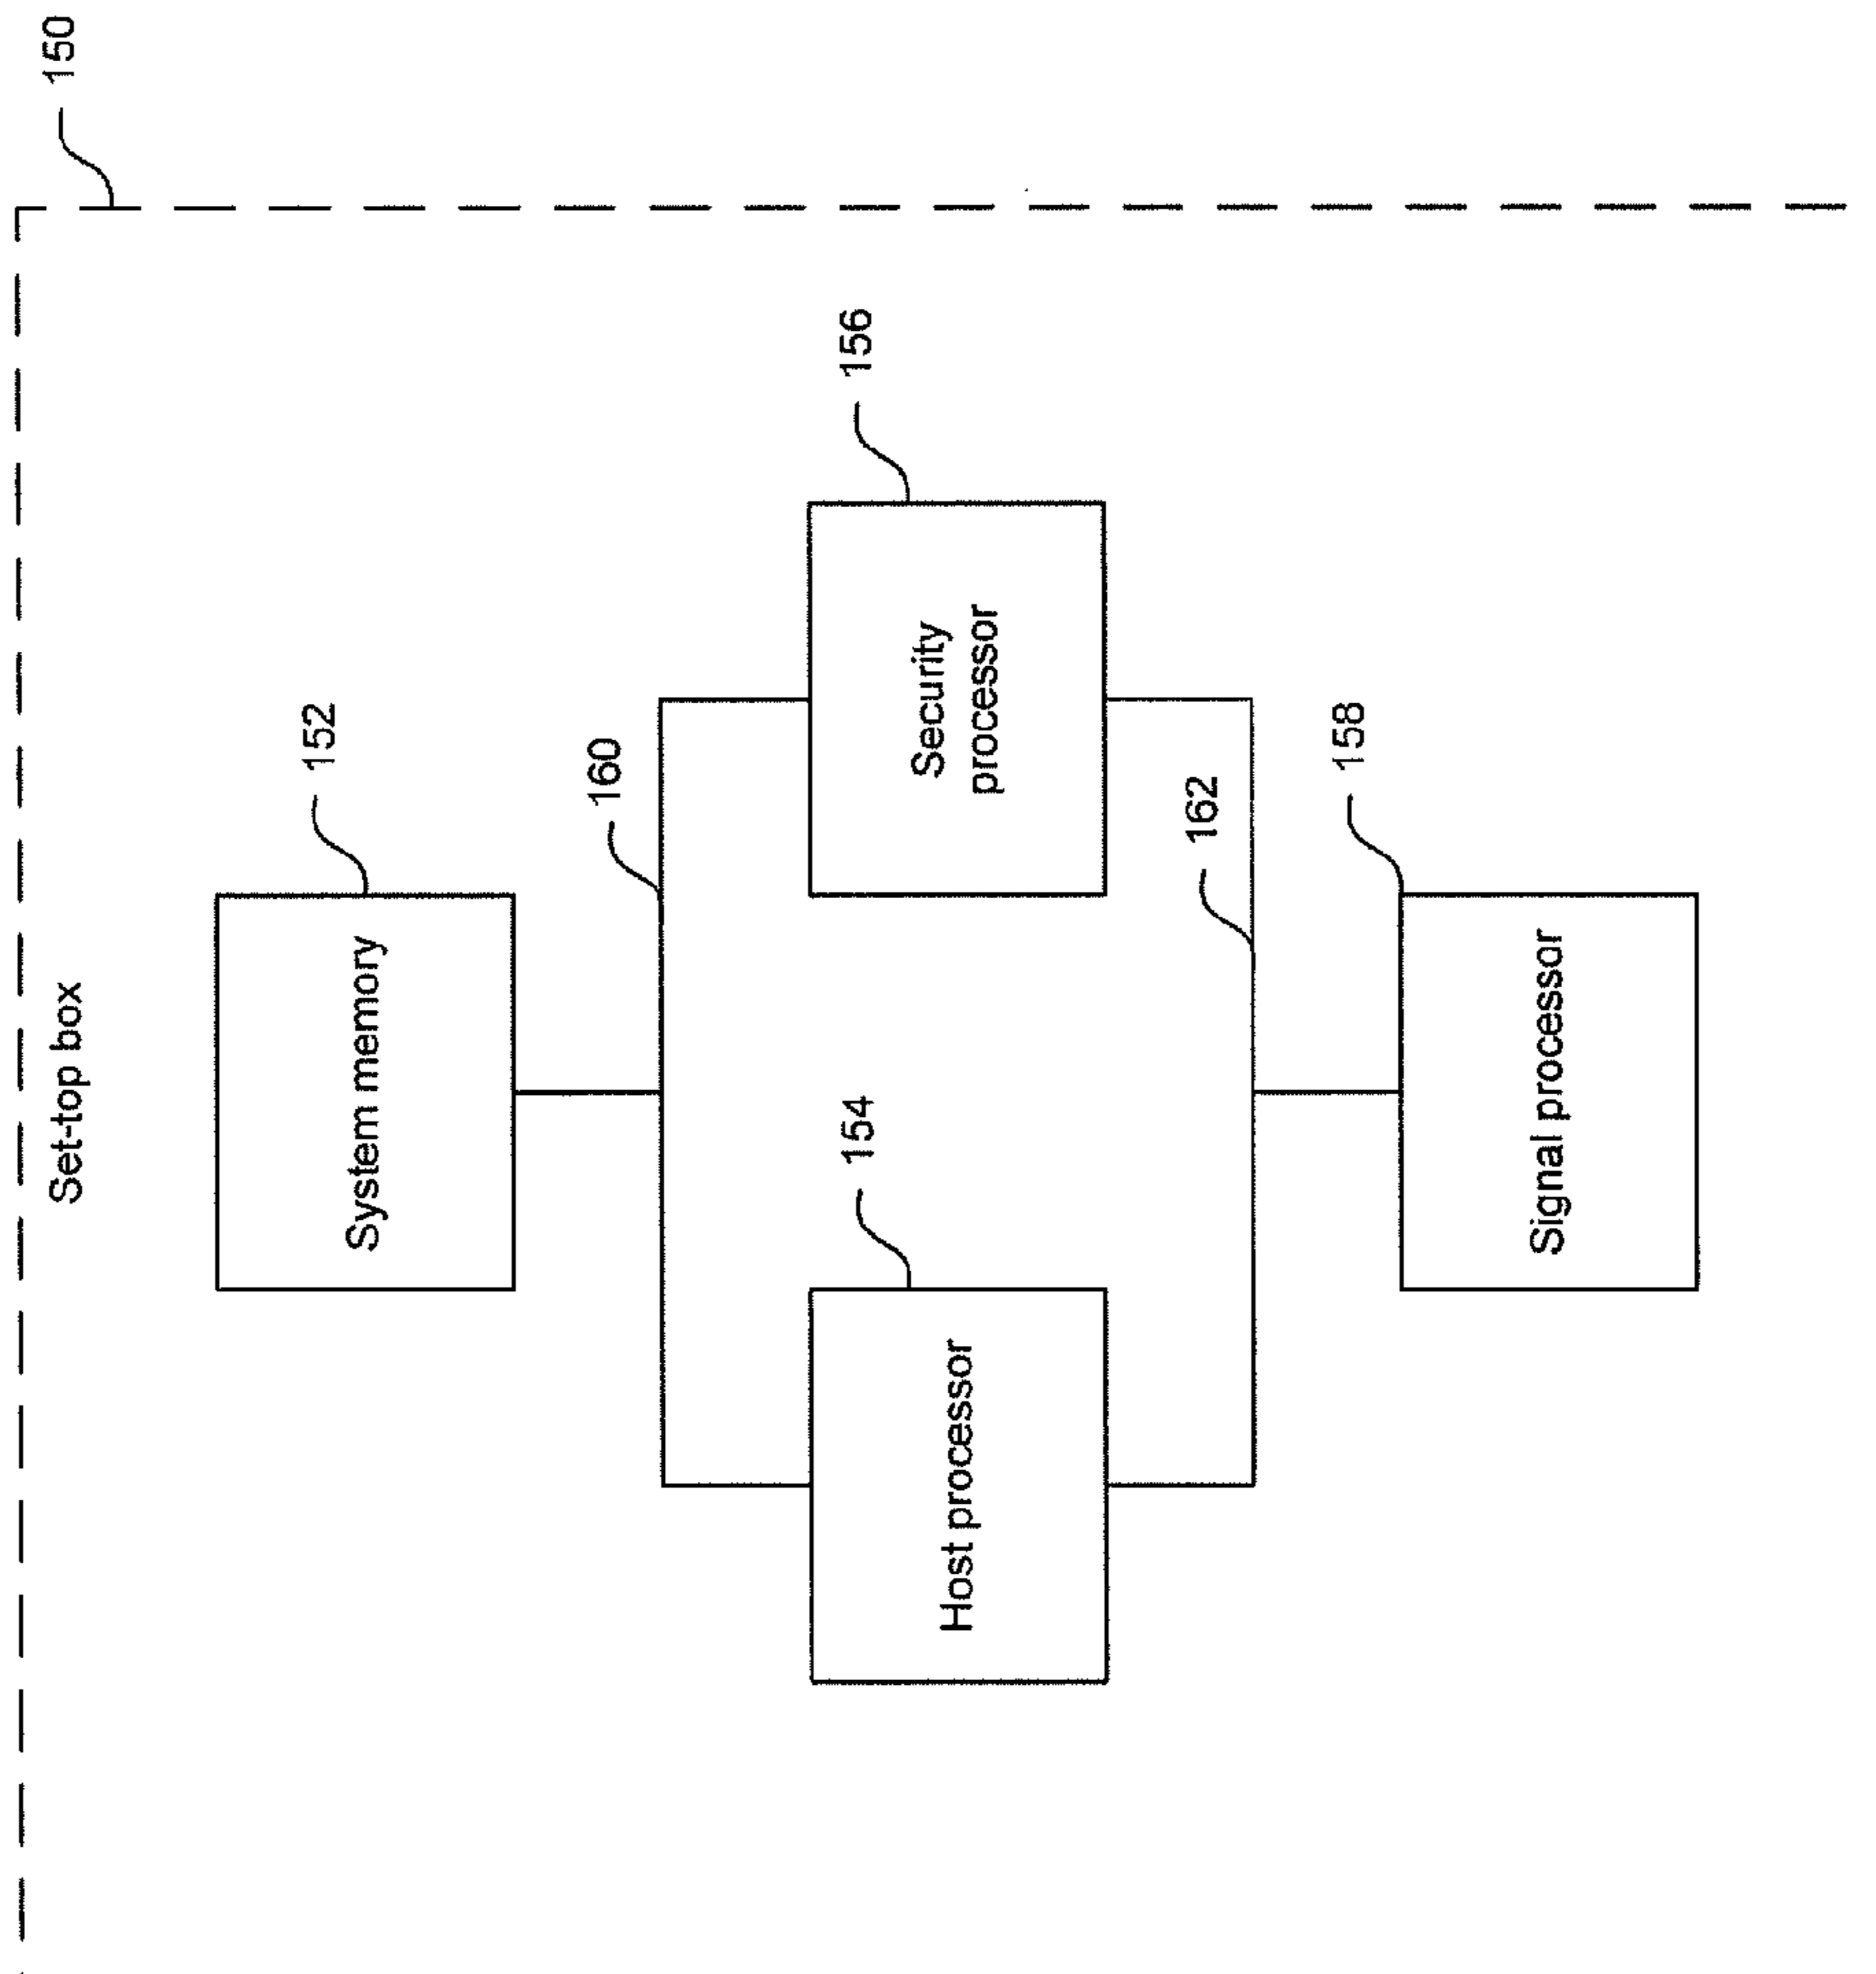 150
Set-top box
152
System memory
160
156
Security
processor
154
Host processor
162
158
Signal processor